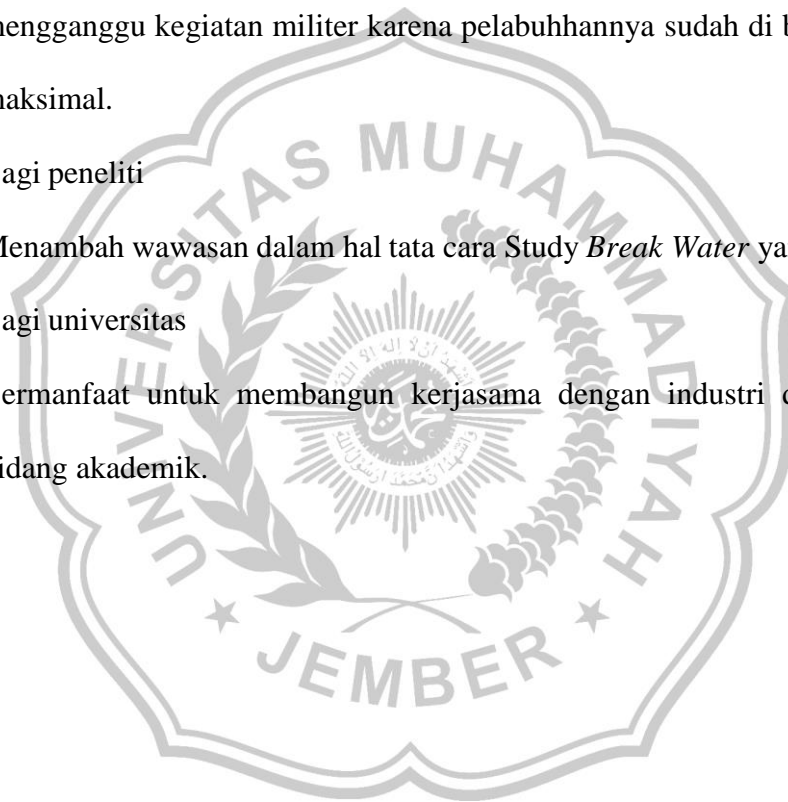 mengganggu kegiatan militer karena pelabuhhannya sudah di b
maksimal.
agi peneliti
Menambah wawasan dalam hal tata cara Study Break Water ya
agi universitas
ermanfaat untuk membangun kerjasama dengan industri d
idang akademik.
UNIVERSITAS MUHAMMADIYAH
JEMBER